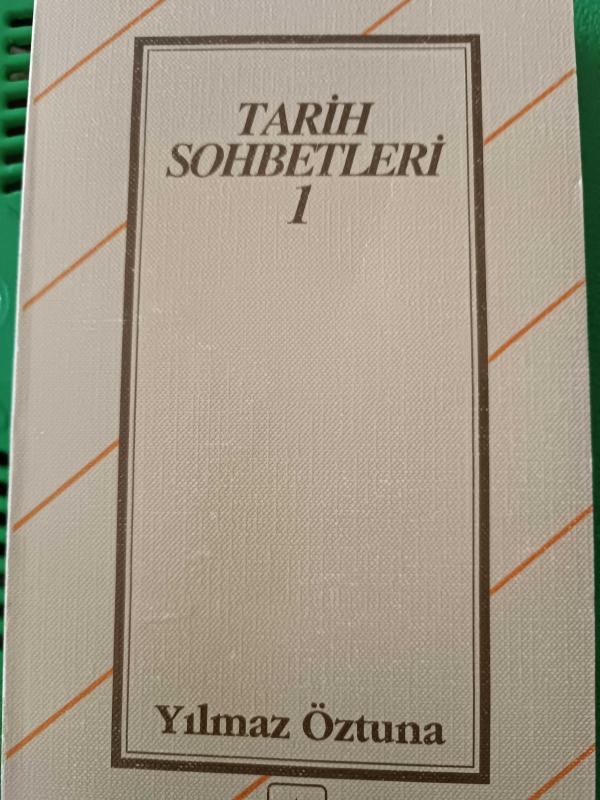 TARİH
SOHBETLERİ
1
Yılmaz Öztuna